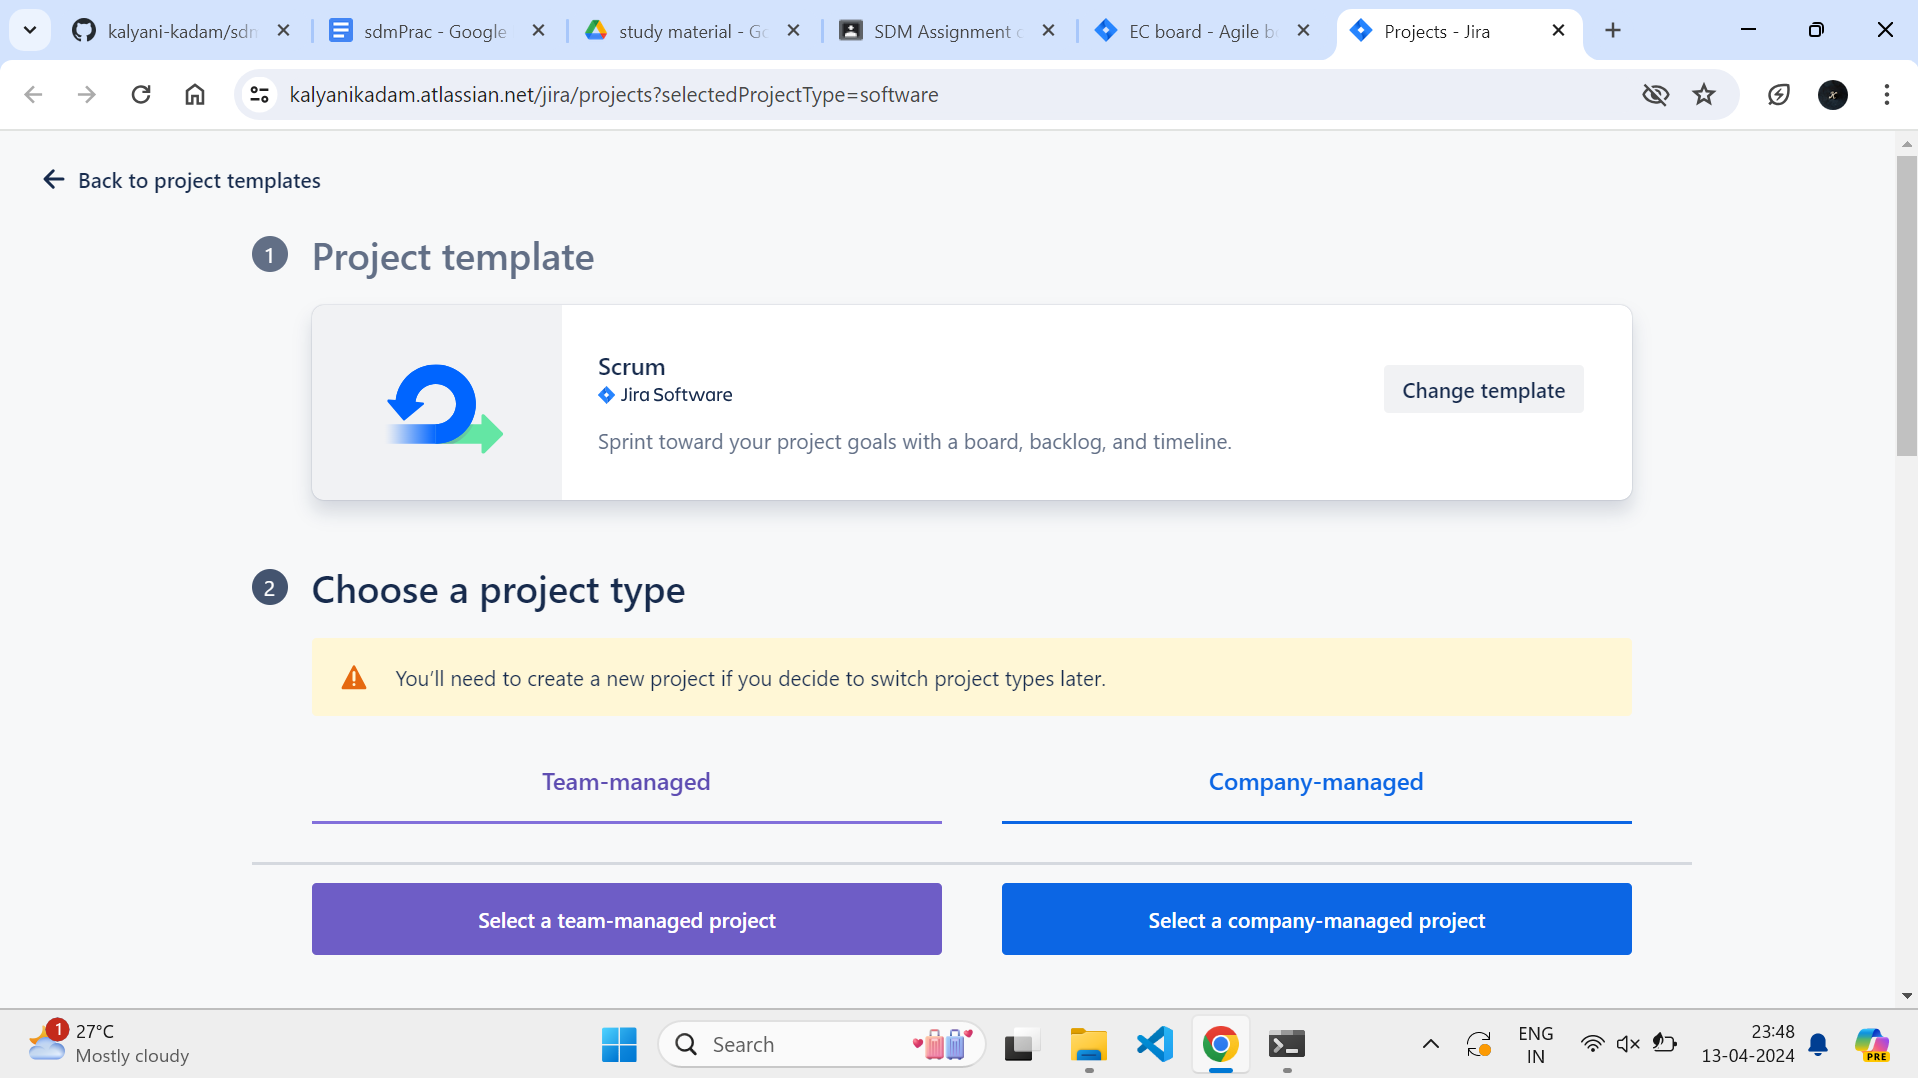 kalyani-kadam/sdm
sdmPrac - Google
study material - Go
SDM Assignment
EC board - Agile b
Projects - Jira
kalyanikadam.atlassian.net/jira/projects?selectedProjectType=software
Back to project templates
1 Project template
Scrum
Jira Software
Sprint toward your project goals with a board, backlog, and timeline.
Change template
2 Choose a project type
You’ll need to create a new project if you decide to switch project types later.
Team-managed
Company-managed
Select a team-managed project
Select a company-managed project
1
27°C
Mostly cloudy
Search
ENG
IN
23:48
13-04-2024
PRE